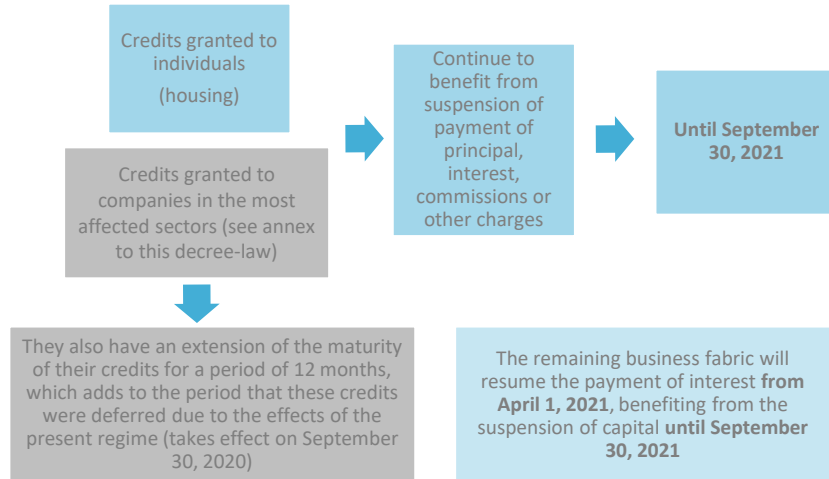 Credits granted to
individuals
(housing)
Continue to
benefit from
suspension of
payment of
principal,
interest,
commissions or
other charges
Until September
30, 2021
Credits granted to
companies in the most
affected sectors (see annex
to this decree-law)
They also have an extension of the maturity
of their credits for a period of 12 months,
which adds to the period that these credits
were deferred due to the effects of the
present regime (takes effect on September
30, 2020)
The remaining business fabric will
resume the payment of interest from
April 1, 2021, benefiting from the
suspension of capital until September
30, 2021